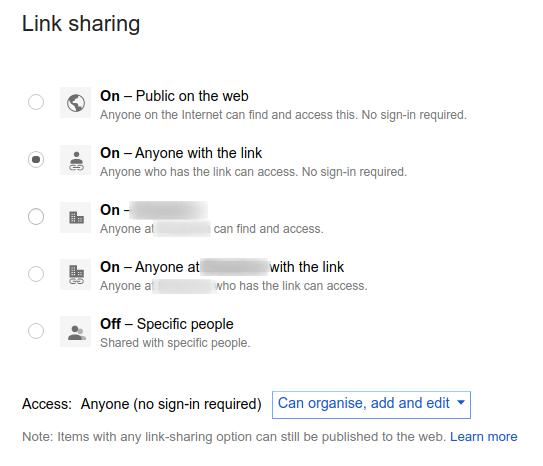 Link sharing
On – Public on the web
Anyone on the Internet can find and access this. No sign-in required.
On – Anyone with the link
Anyone who has the link can access. No sign-in required.
On –
Anyone at can find and access.
On – Anyone at with the link
Anyone at who has the link can access.
Off – Specific people
Shared with specific people.
Access: Anyone (no sign-in required) Can organise, add and edit
Note: Items with any link-sharing option can still be published to the web. Learn more